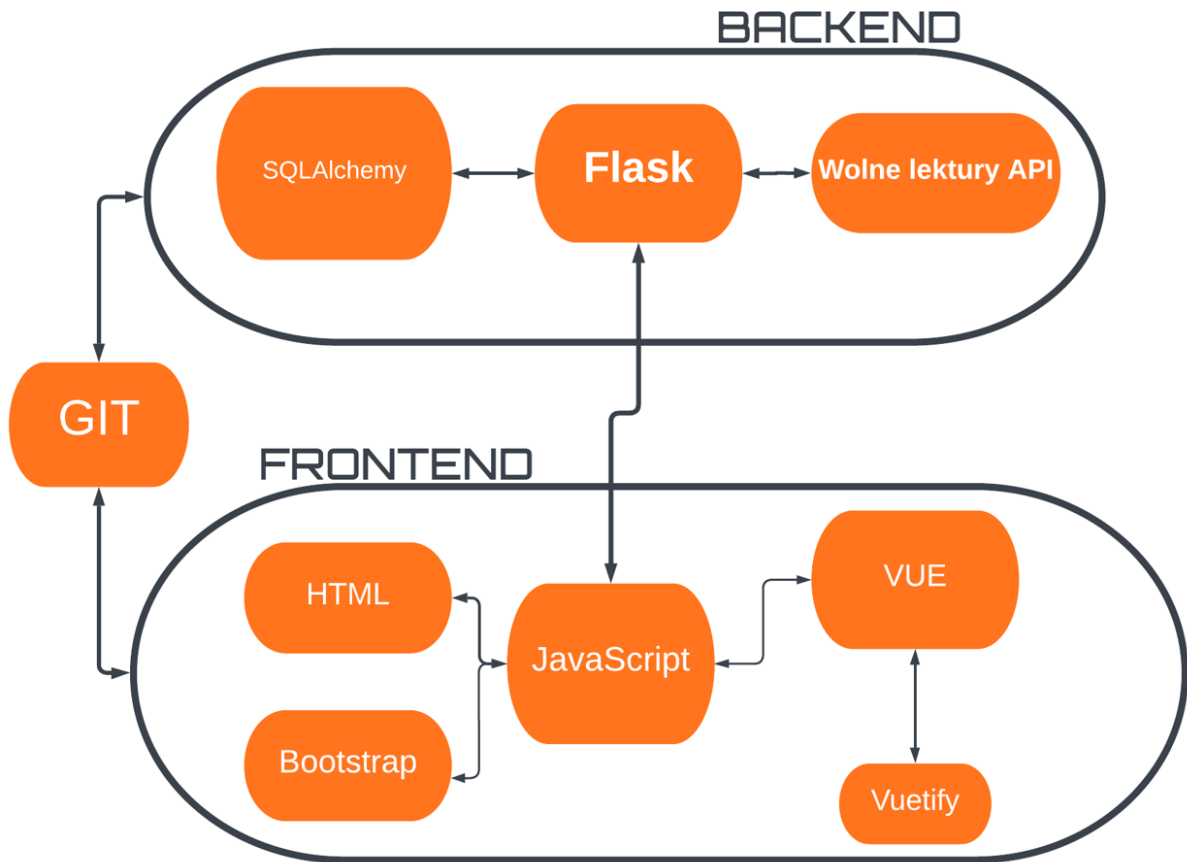 BACKEND
SQLAlchemy
Flask
Wolne lektury API
GIT
FRONTEND
HTML
JavaScript
VUE
Bootstrap
Vuetify